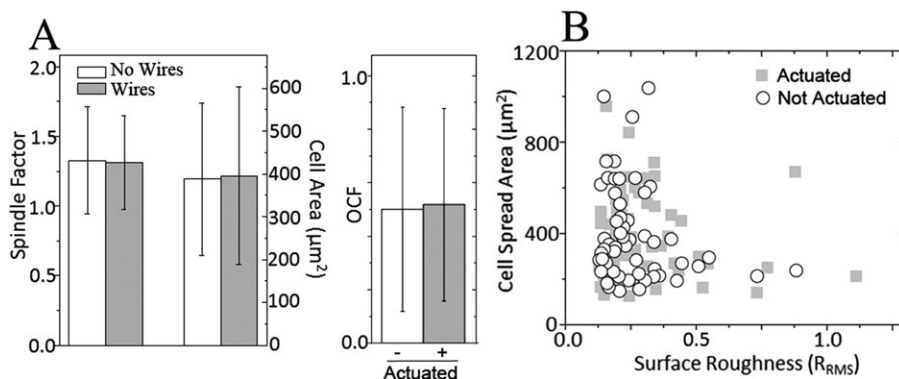 A
B
2.0
1.5
1.0
0.5
0.0
Spindle Factor
No Wires
Wires
600
500
400
300
200
100
0
Cell Area (µm²)
1.0
0.0
OCF
- +
Actuated
1200
800
400
0
Cell Spread Area (µm²)
Actuated
Not Actuated
0.0 0.5 1.0
Surface Roughness (RRMS)